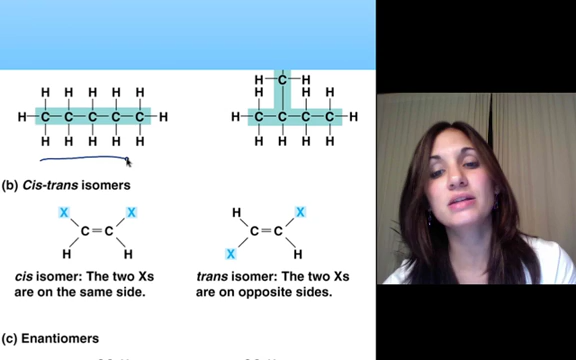 H C H
H H H H H H H H
H C C C C C H H C C C C H
H H H H H H H H H
(b) Cis-trans isomers
X X H X
C = C C = C
H H X H
cis isomer: The two Xs
are on the same side.
trans isomer: The two Xs
are on opposite sides.
(c) Enantiomers